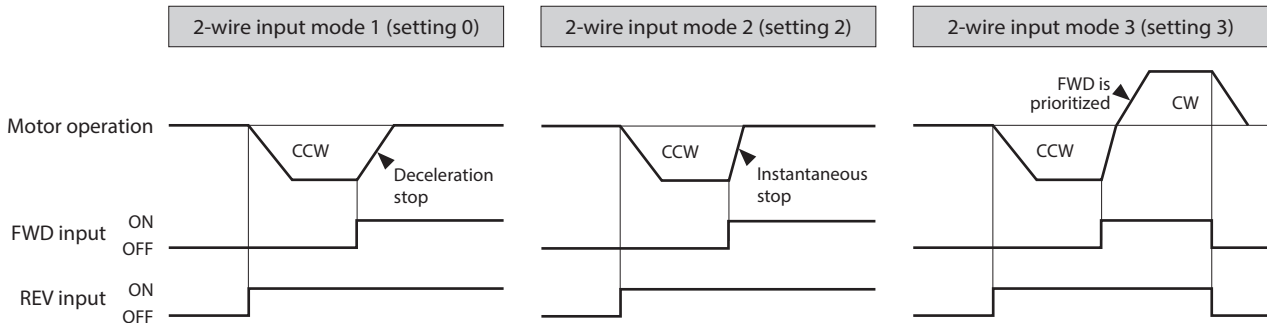 2-wire input mode 1 (setting 0)
2-wire input mode 2 (setting 2)
2-wire input mode 3 (setting 3)
FWD is
prioritized
CW
Motor operation
CCW
CCW
CCW
Deceleration
stop
Instantaneous
stop
FWD input
ON
OFF
REV input
ON
OFF